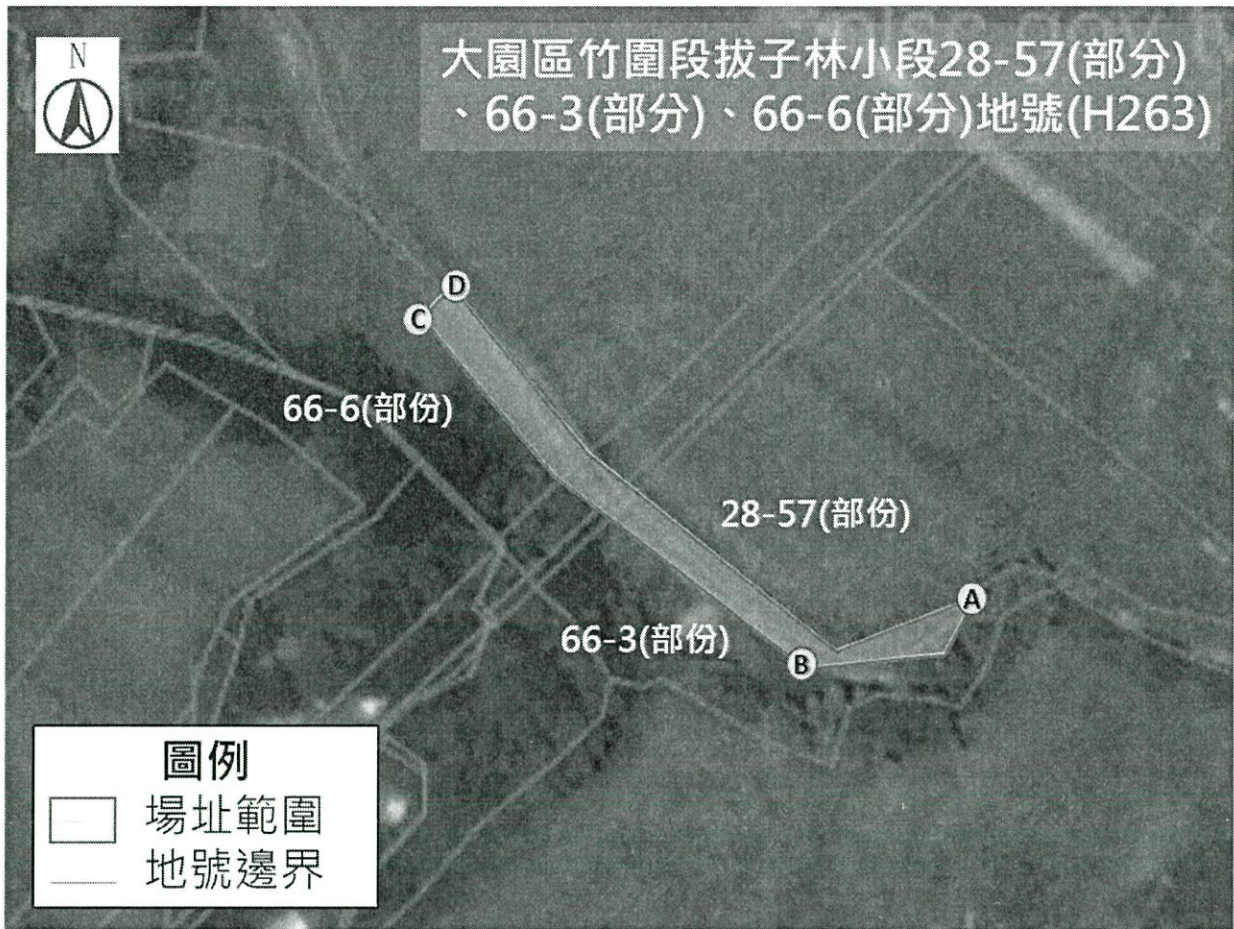 N
大園區竹圍段拔子林小段28-57(部分)
、66-3(部分)、66-6(部分)地號(H263)
D
C
66-6(部份)
28-57(部份)
A
66-3(部份)
B
圖例
場址範圍
地號邊界